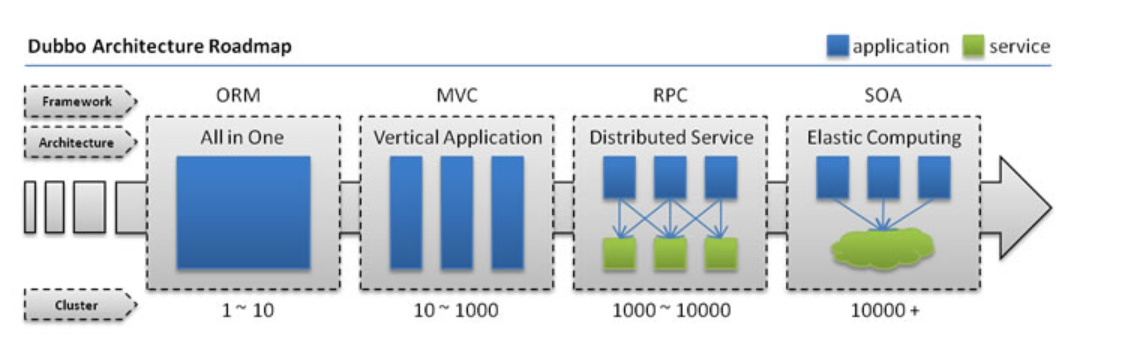 Dubbo Architecture Roadmap
application
service
Framework
ORM
MVC
RPC
SOA
Architecture
All in One
Vertical Application
Distributed Service
Elastic Computing
Cluster
1 ~ 10
10 ~ 1000
1000 ~ 10000
10000 +